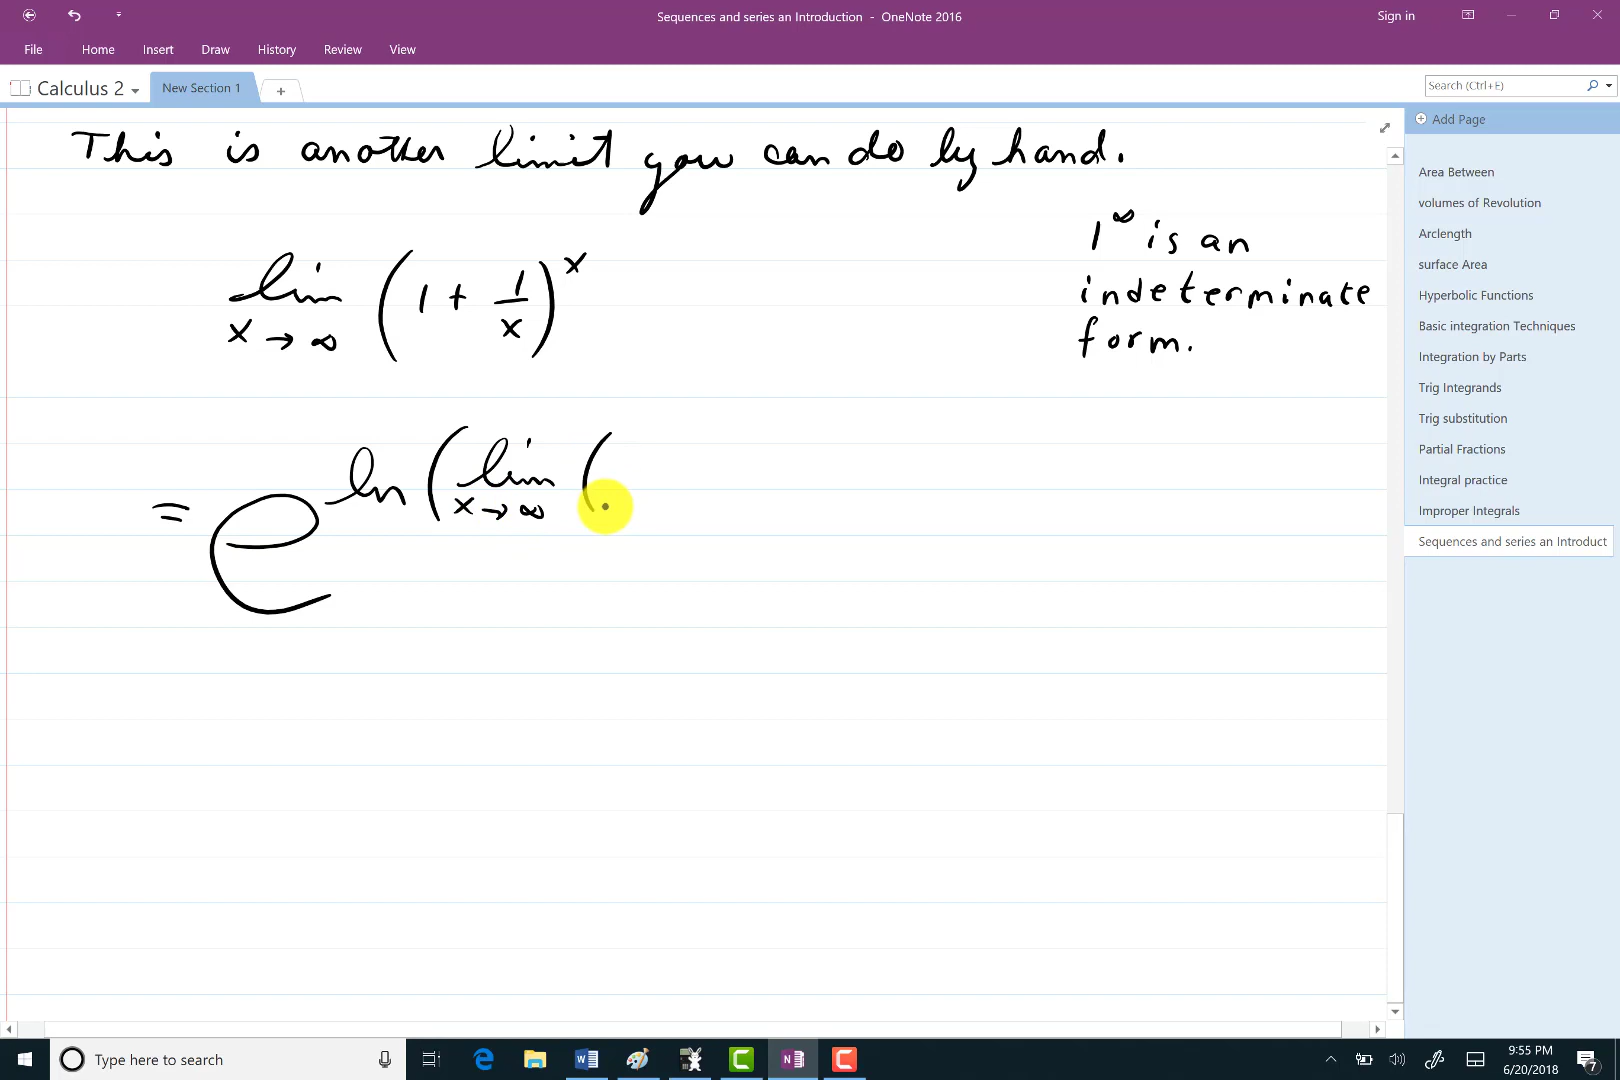 Sequences and series an Introduction - OneNote 2016
Sign in
File Home Insert Draw History Review View
Calculus 2
New Section 1
Search (Ctrl+E)
This is another limit you can do by hand.
lim x→∞ (1 + 1/x)^x
1^∞ is an
indeterminate
form.
= e^ln(lim x→∞ (
Add Page
Area Between
volumes of Revolution
Arclength
surface Area
Hyperbolic Functions
Basic integration Techniques
Integration by Parts
Trig Integrands
Trig substitution
Partial Fractions
Integral practice
Improper Integrals
Sequences and series an Introduct
Type here to search
9:55 PM
6/20/2018
7